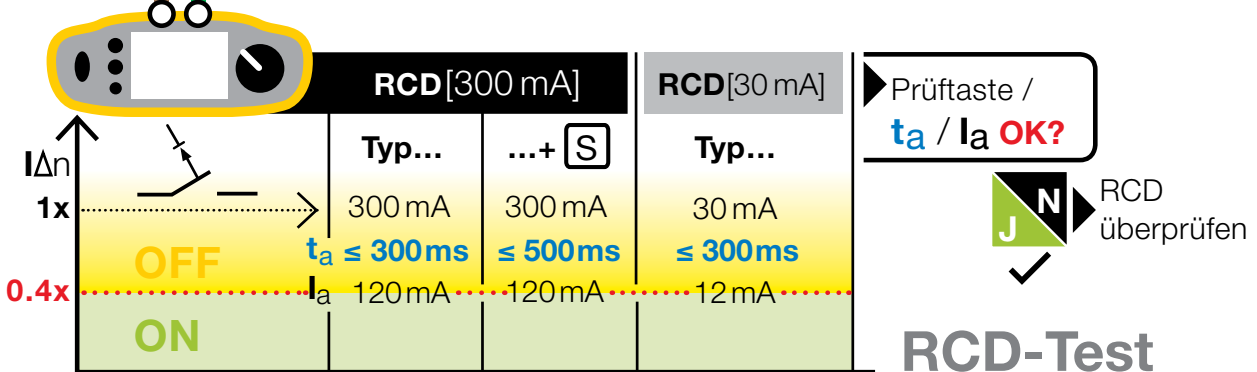 RCD[300 mA] RCD[30 mA]
Prüftaste /
ta / Ia OK?
Typ... ...+ S Typ...
I∆n
1x 300 mA 300 mA 30 mA
OFF ta ≤ 300 ms ≤ 500 ms ≤ 300 ms
0.4x Ia 120 mA 120 mA 12 mA
ON
J N RCD
überprüfen
RCD-Test